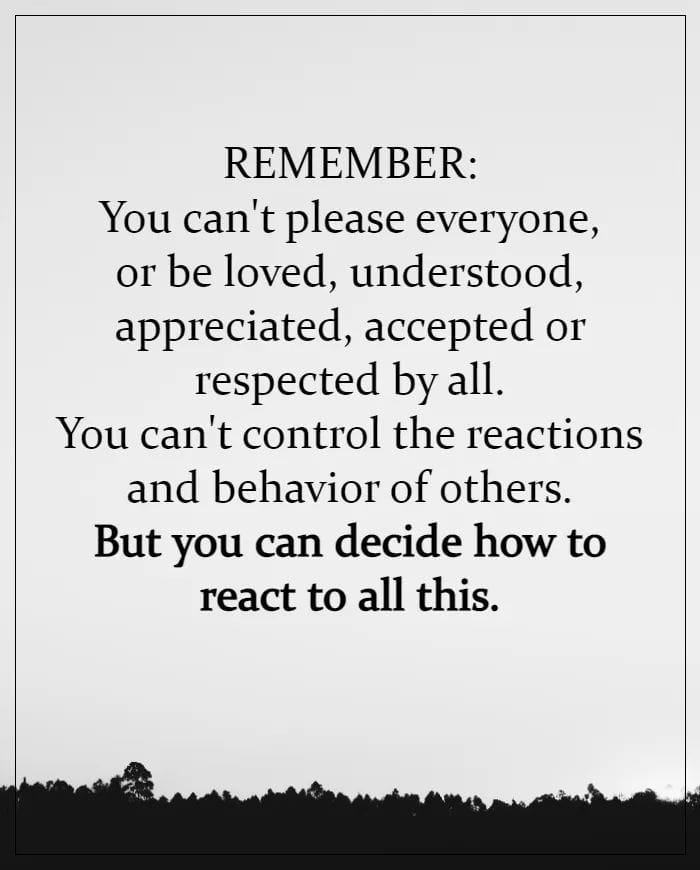 REMEMBER:
You can't please everyone,
or be loved, understood,
appreciated, accepted or
respected by all.
You can't control the reactions
and behavior of others.
But you can decide how to
react to all this.